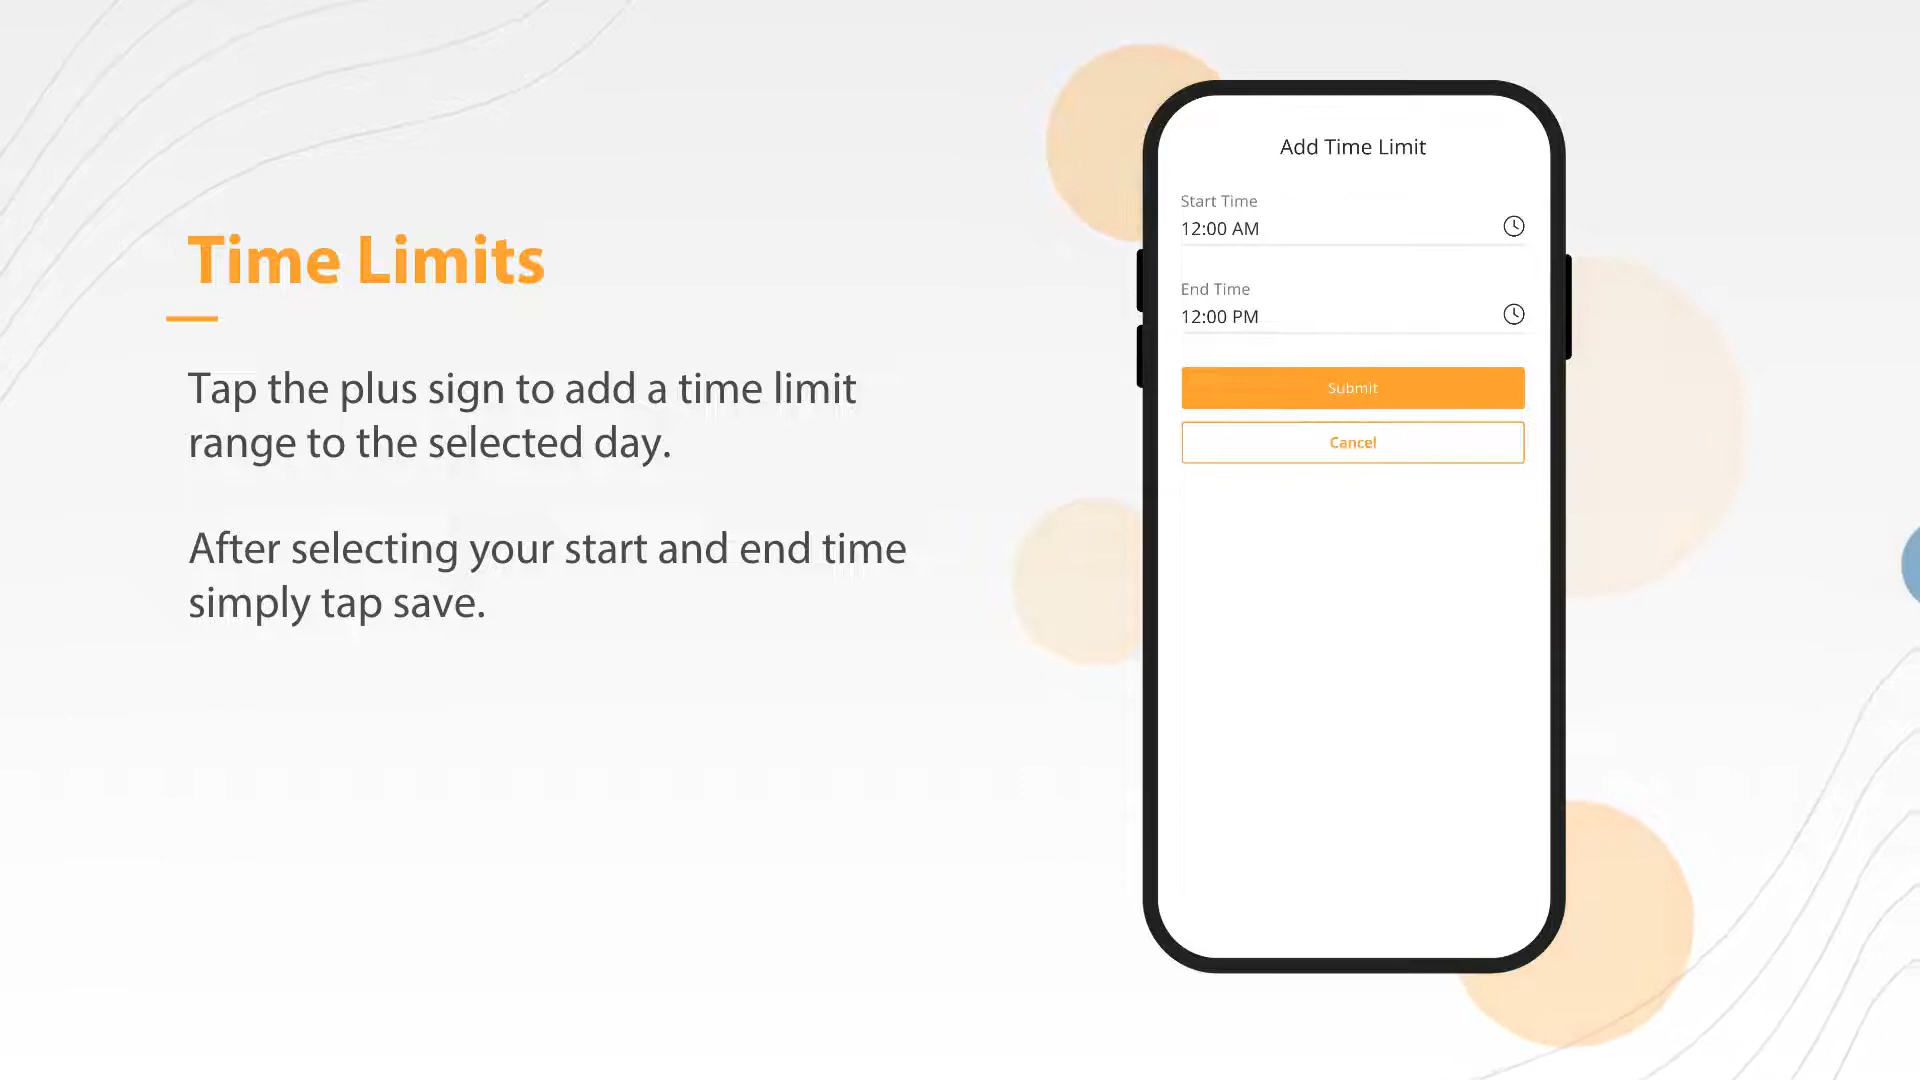 Time Limits
Tap the plus sign to add a time limit
range to the selected day.
After selecting your start and end time
simply tap save.
Add Time Limit
Start Time
12:00 AM
End Time
12:00 PM
Submit
Cancel